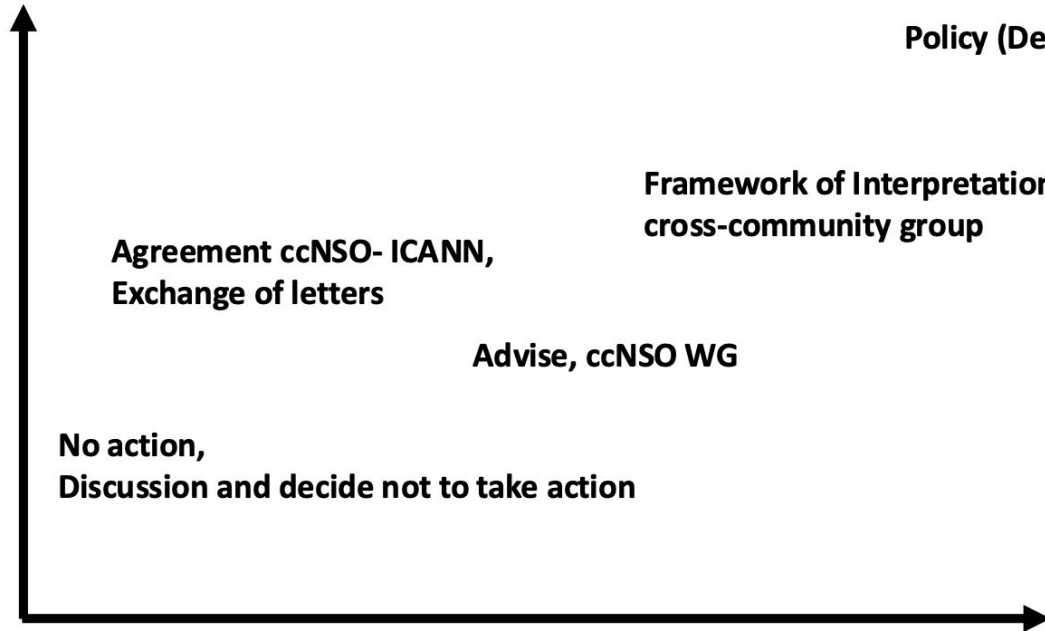 Policy (De
Framework of Interpretation
cross-community group
Agreement ccNSO- ICANN,
Exchange of letters
Advise, ccNSO WG
No action,
Discussion and decide not to take action